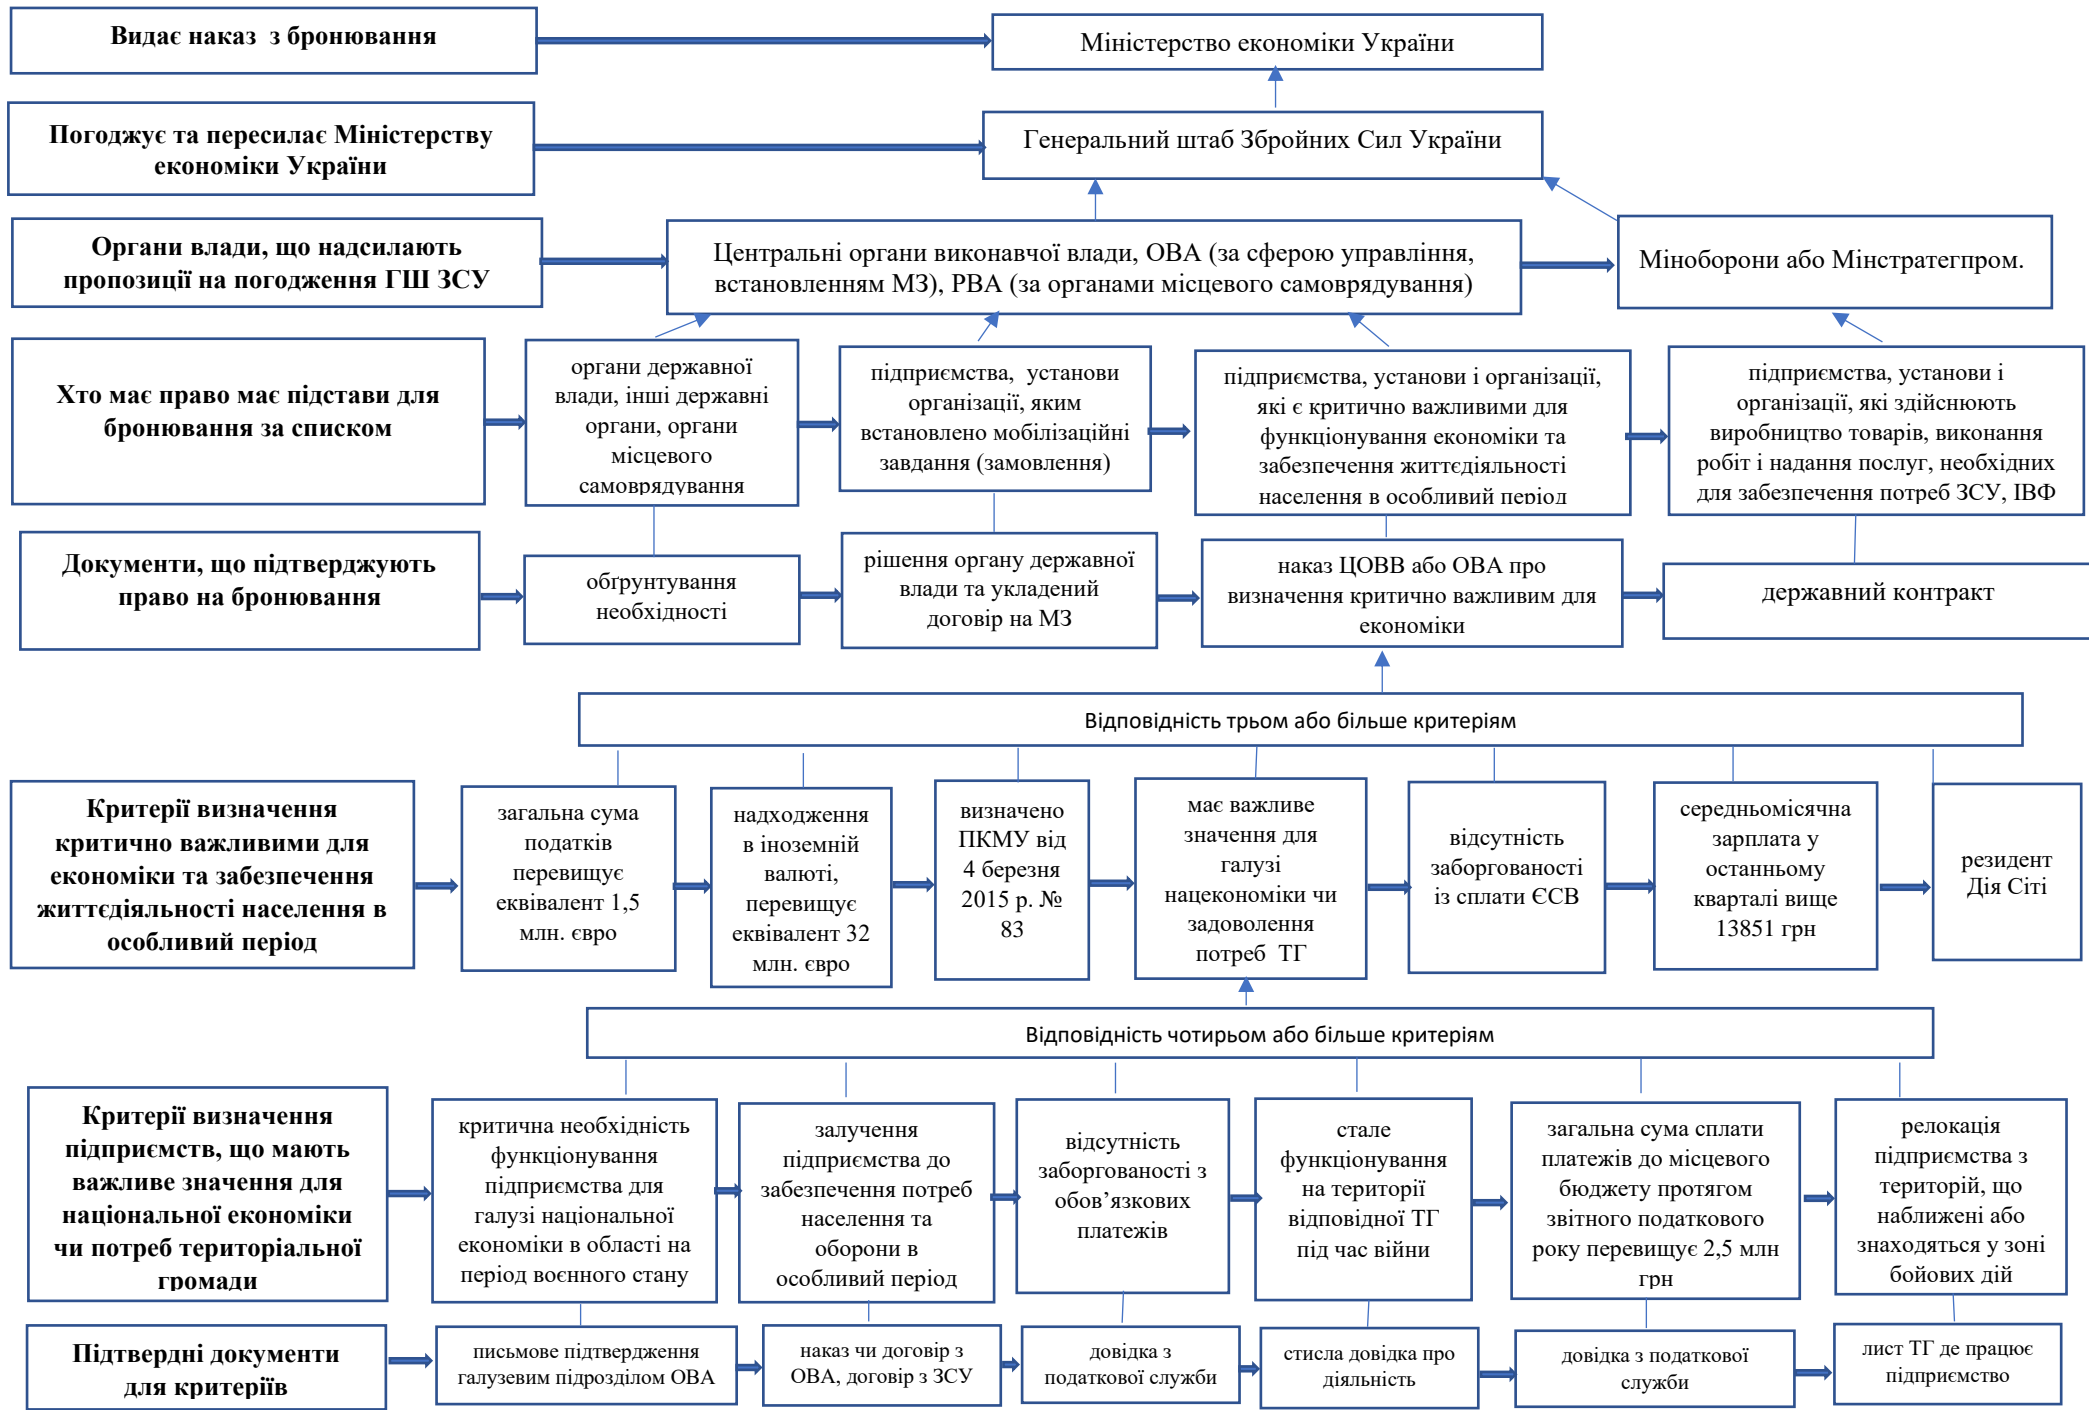 Видає наказ з бронювання
Міністерство економіки України
Погоджує та пересилає Міністерству
економіки України
Генеральний штаб Збройних Сил України
Органи влади, що надсилають
пропозиції на погодження ГШ ЗСУ
Центральні органи виконавчої влади, ОВА (за сферою управління,
встановленням МЗ), РВА (за органами місцевого самоврядування)
Міноборони або Мінстратегпром.
Хто має право має підстави для
бронювання за списком
органи державної
влади, інші державні
органи, органи
місцевого
самоврядування
підприємства, установи
організації, яким
встановлено мобілізаційні
завдання (замовлення)
підприємства, установи і організації,
які є критично важливими для
функціонування економіки та
забезпечення життєдіяльності
населення в особливий період
підприємства, установи і
організації, які здійснюють
виробництво товарів, виконання
робіт і надання послуг, необхідних
для забезпечення потреб ЗСУ, ІВФ
Документи, що підтверджують
право на бронювання
обґрунтування
необхідності
рішення органу державної
влади та укладений
договір на МЗ
наказ ЦОВВ або ОВА про
визначення критично важливим для
економіки
державний контракт
Відповідність трьом або більше критеріям
Критерії визначення
критично важливими для
економіки та забезпечення
життєдіяльності населення в
особливий період
загальна сума
податків
перевищує
еквівалент 1,5
млн. євро
надходження
в іноземній
валюті,
перевищує
еквівалент 32
млн. євро
визначено
ПКМУ від
4 березня
2015 р. №
83
має важливе
значення для
галузі
нацекономіки чи
задоволення
потреб ТГ
відсутність
заборгованості
із сплати ЄСВ
середньомісячна
зарплата у
останньому
кварталі вище
13851 грн
резидент
Дія Сіті
Відповідність чотирьом або більше критеріям
Критерії визначення
підприємств, що мають
важливе значення для
національної економіки
чи потреб територіальної
громади
критична необхідність
функціонування
підприємства для
галузі національної
економіки в області на
період воєнного стану
залучення
підприємства до
забезпечення потреб
населення та
оборони в
особливий період
відсутність
заборгованості з
обов’язкових
платежів
стале
функціонування
на території
відповідної ТГ
під час війни
загальна сума сплати
платежів до місцевого
бюджету протягом
звітного податкового
року перевищує 2,5 млн
грн
релокація
підприємства з
територій, що
наближені або
знаходяться у зоні
бойових дій
Підтвердні документи
для критеріїв
письмове підтвердження
галузевим підрозділом ОВА
наказ чи договір з
ОВА, договір з ЗСУ
довідка з
податкової служби
стисла довідка про
діяльність
довідка з податкової
служби
лист ТГ де працює
підприємство